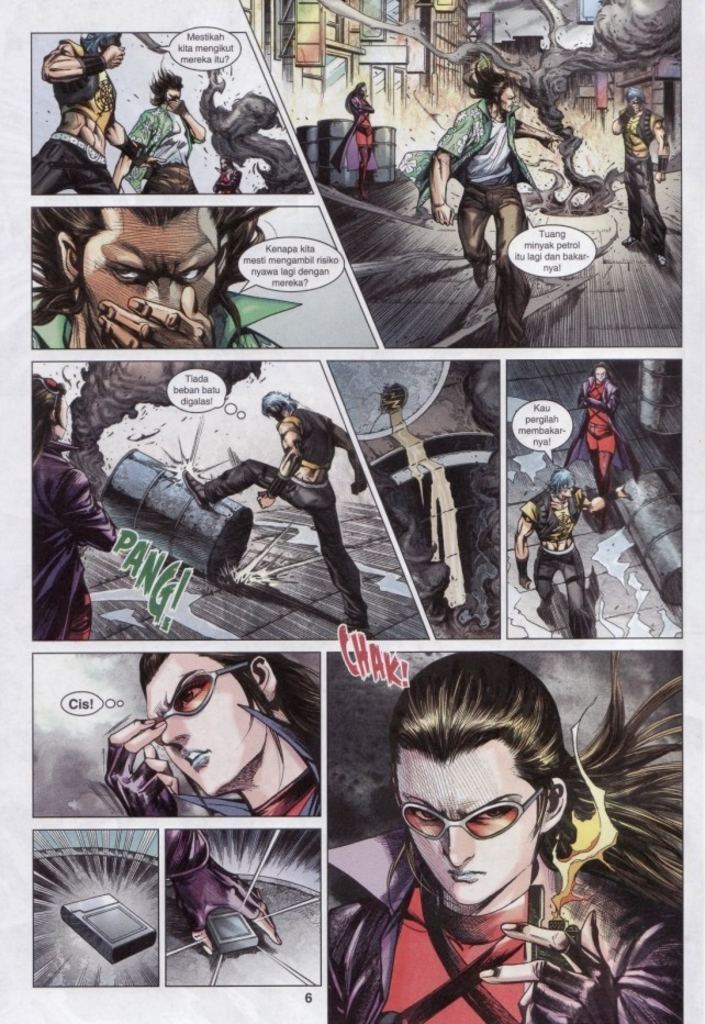 Mestikah
kita mengikut
mereka itu?
Tuang
minyak petrol
itu lagi dan bakar-
nya!
Kenapa kita
mesti mengambil risiko
nyawa lagi dengan
mereka?
Tiada
beban batu
digalas!
PANG!
Kau
pergilah
membakar-
nya!
Cis!
CHAK!
6